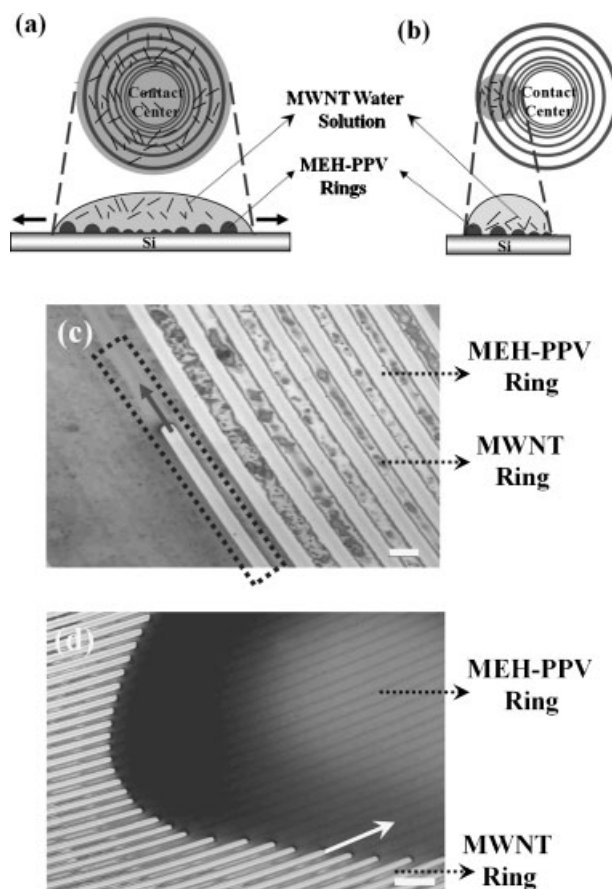 (a)
(b)
Contact
Center
Contact
Center
MWNT Water
Solution
MEH-PPV
Rings
Si
Si
(c)
MEH-PPV
Ring
MWNT
Ring
(d)
MEH-PPV
Ring
MWNT
Ring